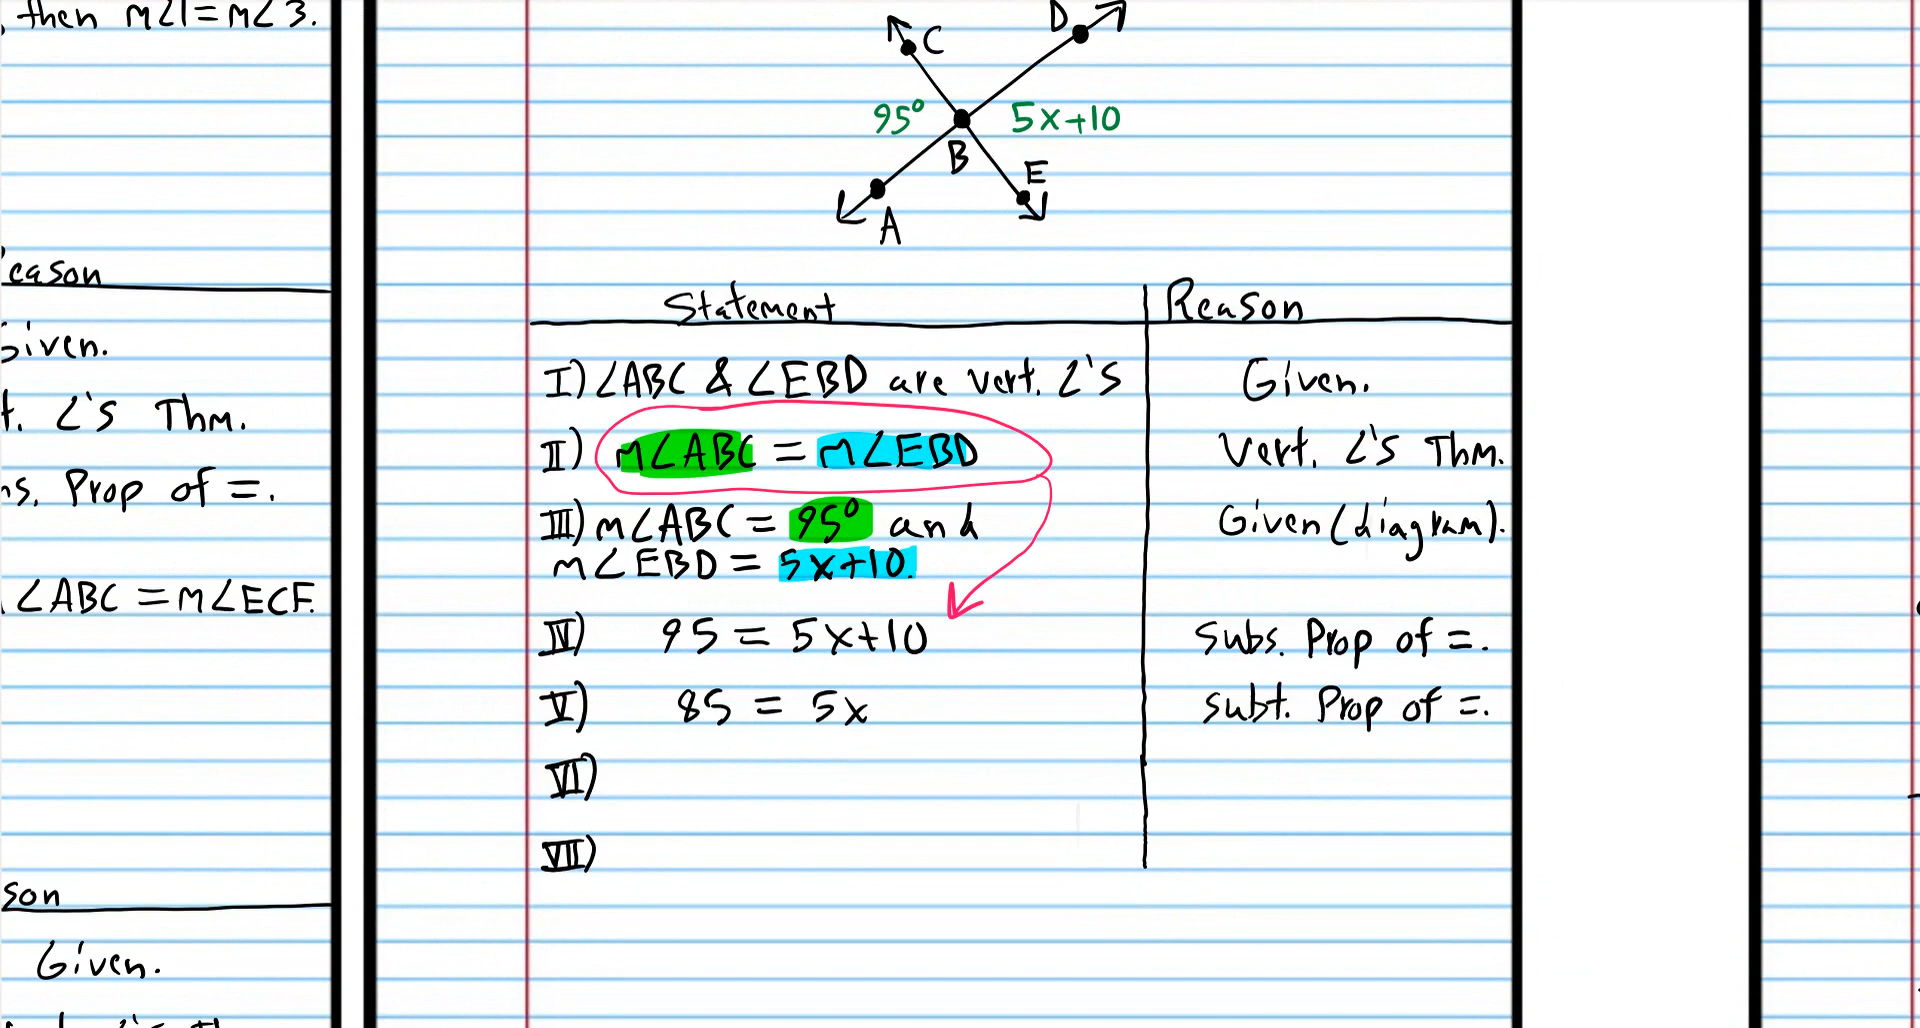 then m∠1 = m∠3.
eason
Given.
t. ∠'s Thm.
ns. Prop of =.
∠ABC = m∠ECF.
son
Given.
C
D
95°
5x+10
B
E
A
Statement
Reason
I) ∠ABC & ∠EBD are vert. ∠'s
Given.
II) m∠ABC = m∠EBD
Vert. ∠'s Thm.
III) m∠ABC = 95° and
Given (diagram).
m∠EBD = 5x+10.
IV) 95 = 5x+10
Subs. Prop of =.
V) 85 = 5x
Subt. Prop of =.
VI)
VII)